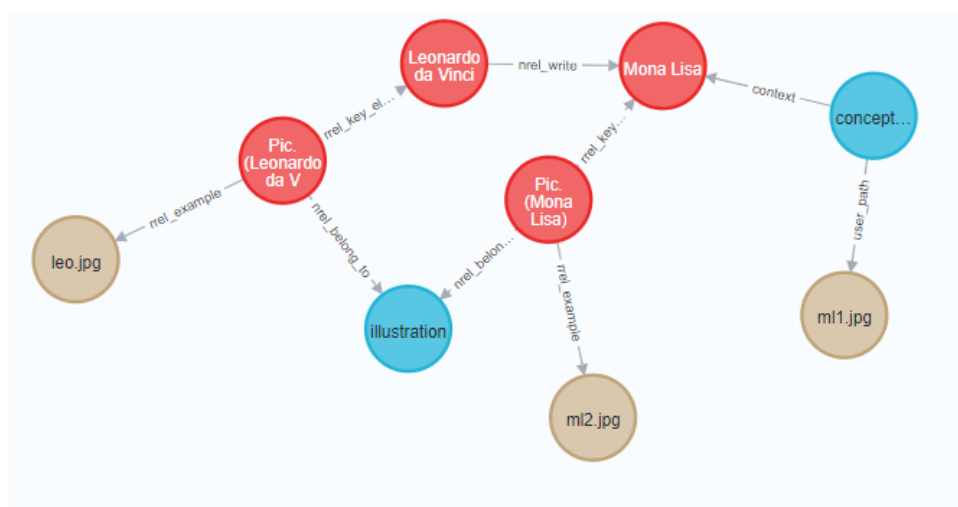 Leonardo
da Vinci
nrel_write
Mona Lisa
context
concept...
rrel_key_el...
Pic.
(Leonardo
da V
rrel_key...
Pic.
(Mona
Lisa)
rrel_example
nrel_belong_to
nrel_belon...
user_path
leo.jpg
rrel_example
illustration
ml1.jpg
ml2.jpg